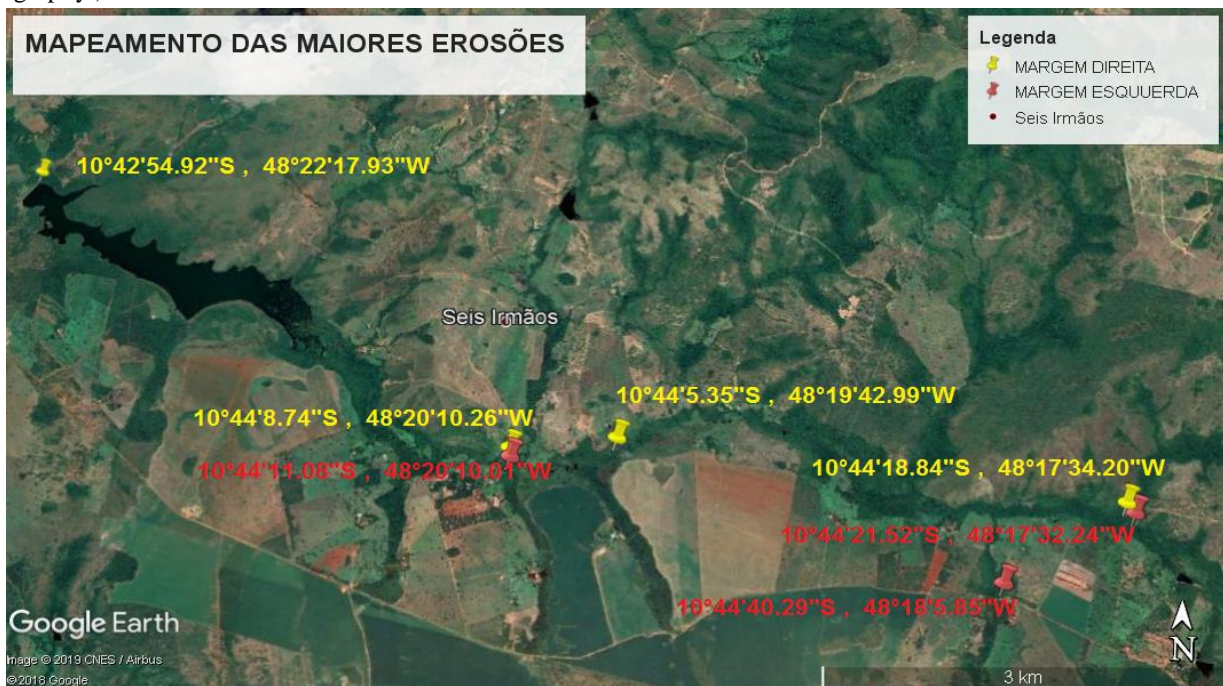 MAPEAMENTO DAS MAIORES EROSÕES
Legenda
MARGEM DIREITA
MARGEM ESQUUERDA
Seis Irmãos
10°42'54.92"S , 48°22'17.93"W
Seis Irmãos
10°44'5.35"S , 48°19'42.99"W
10°44'8.74"S , 48°20'10.26"W
10°44'11.08"S , 48°20'10.01"W
10°44'18.84"S , 48°17'34.20"W
10°44'21.52"S , 48°17'32.24"W
10°44'40.29"S , 48°18'5.85"W
Google Earth
N
mage © 2019 CNES / Airbus
© 2018 Google
3 km